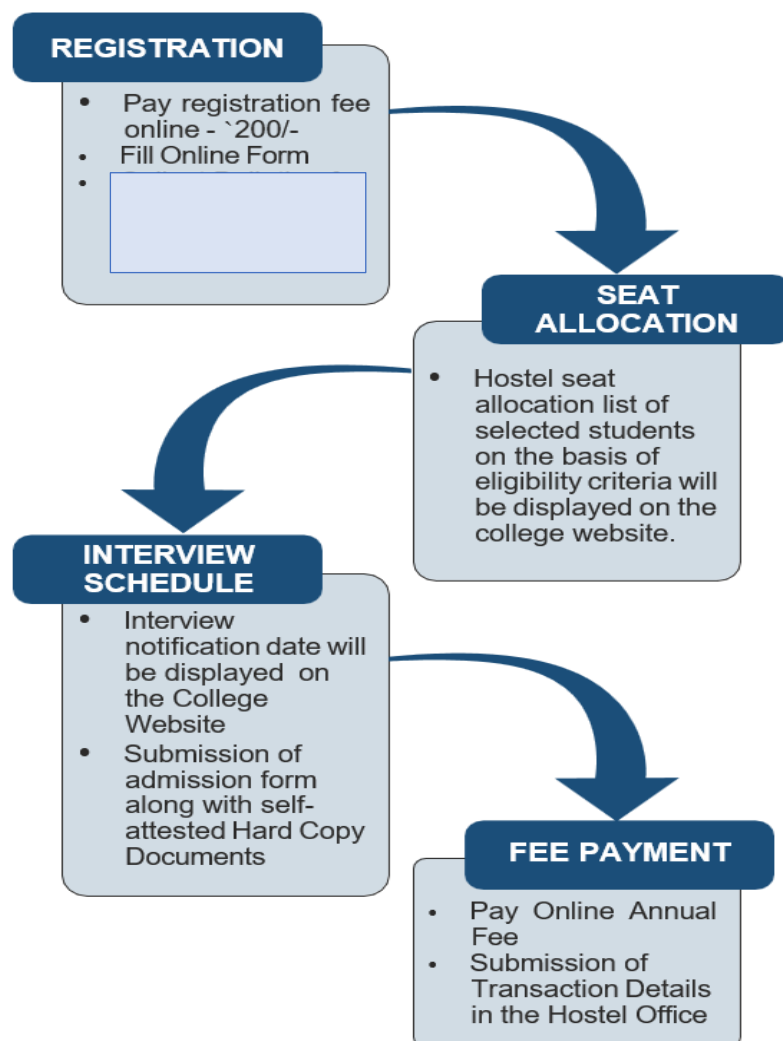 REGISTRATION
• Pay registration fee
online - `200/-
• Fill Online Form
•
SEAT
ALLOCATION
• Hostel seat
allocation list of
selected students
on the basis of
eligibility criteria will
be displayed on the
college website.
INTERVIEW
SCHEDULE
• Interview
notification date will
be displayed on
the College
Website
• Submission of
admission form
along with self-
attested Hard Copy
Documents
FEE PAYMENT
• Pay Online Annual
Fee
• Submission of
Transaction Details
in the Hostel Office